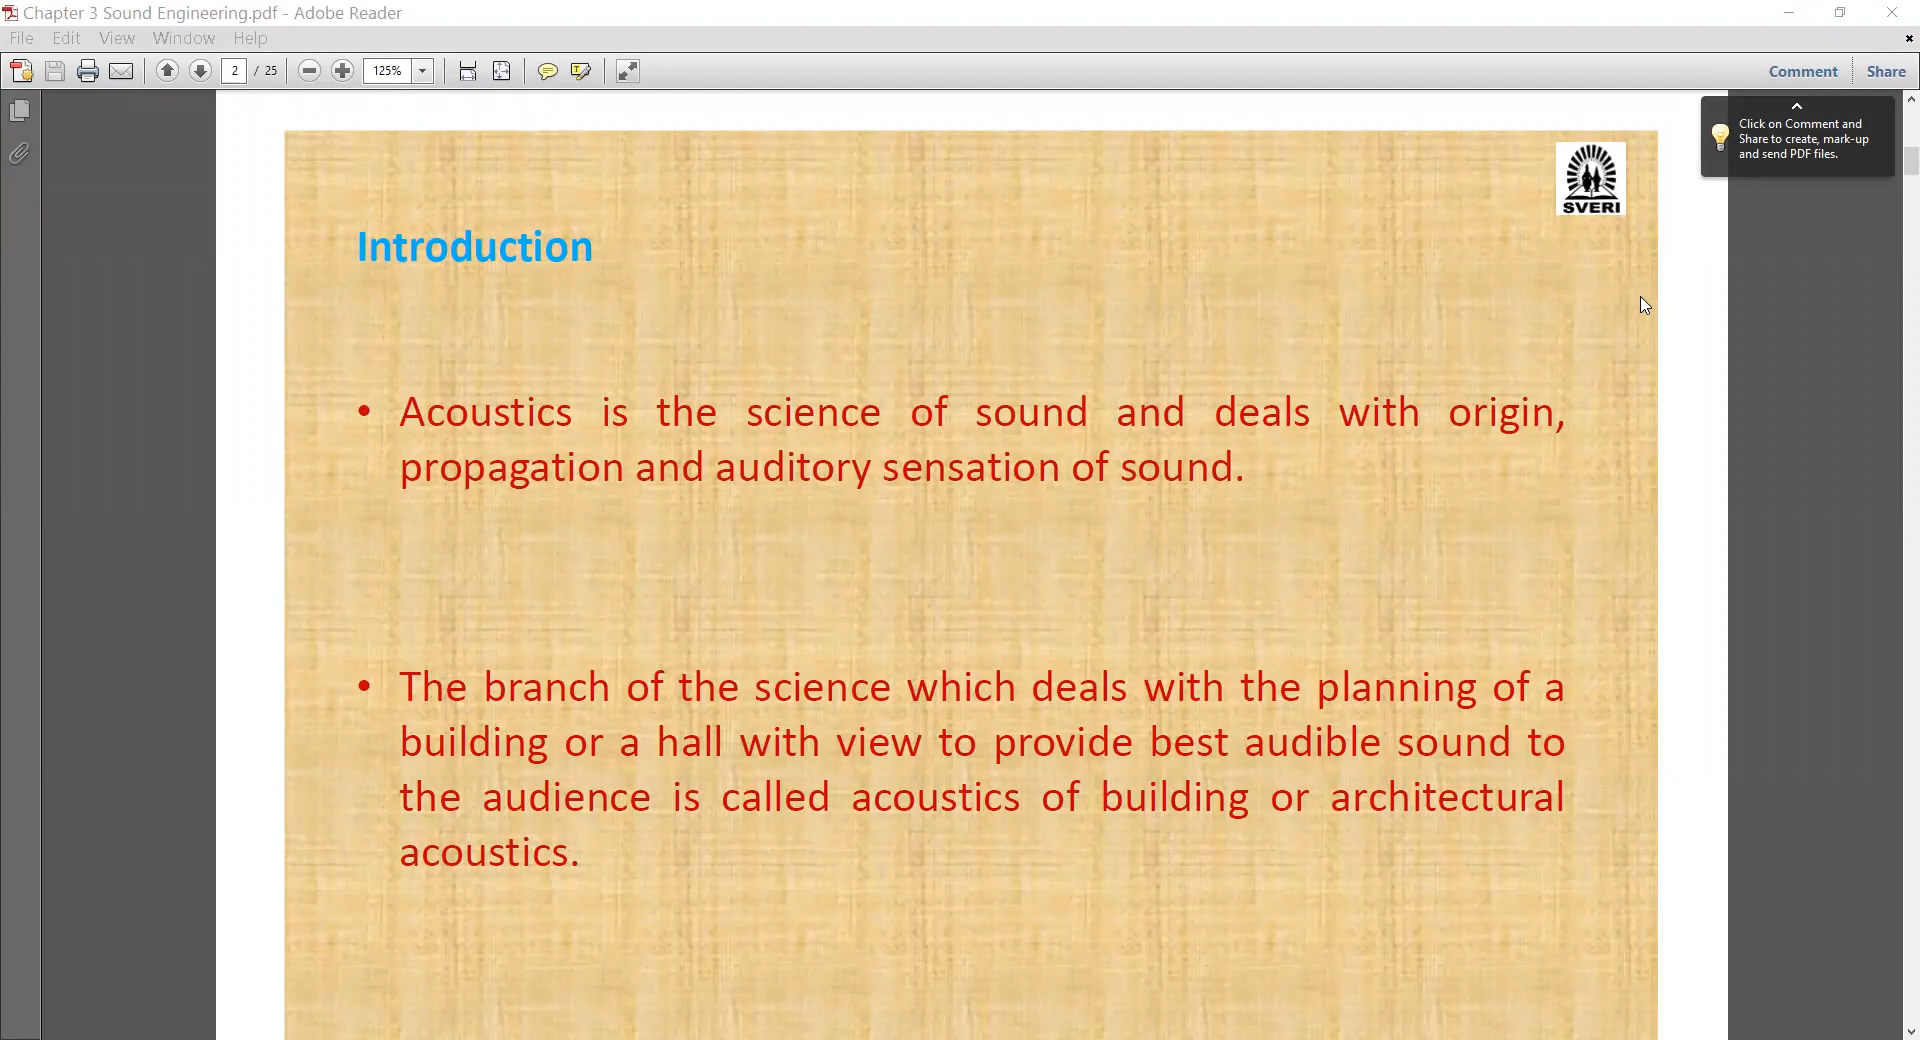 Chapter 3 Sound Engineering.pdf - Adobe Reader
File Edit View Window Help
2 / 25 125% Comment Share
Click on Comment and
Share to create, mark-up
and send PDF files.
SVERI
Introduction
• Acoustics is the science of sound and deals with origin,
propagation and auditory sensation of sound.
• The branch of the science which deals with the planning of a
building or a hall with view to provide best audible sound to
the audience is called acoustics of building or architectural
acoustics.